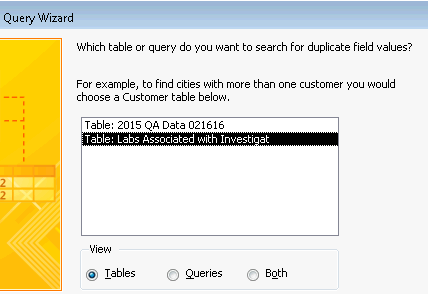 Query Wizard
Which table or query do you want to search for duplicate field values?
For example, to find cities with more than one customer you would
choose a Customer table below.
Table: 2015 QA Data 021616
Table: Labs Associated with Investigat
2
2
View
Tables
Queries
Both